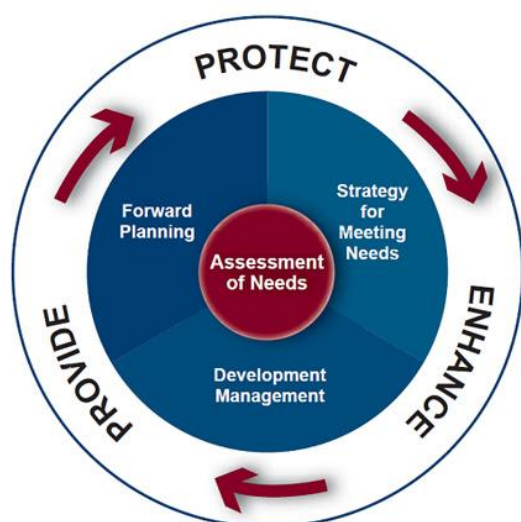 PROTECT
Forward
Planning
Strategy
for
Meeting
Needs
Assessment
of Needs
Development
Management
ENHANCE
PROVIDE